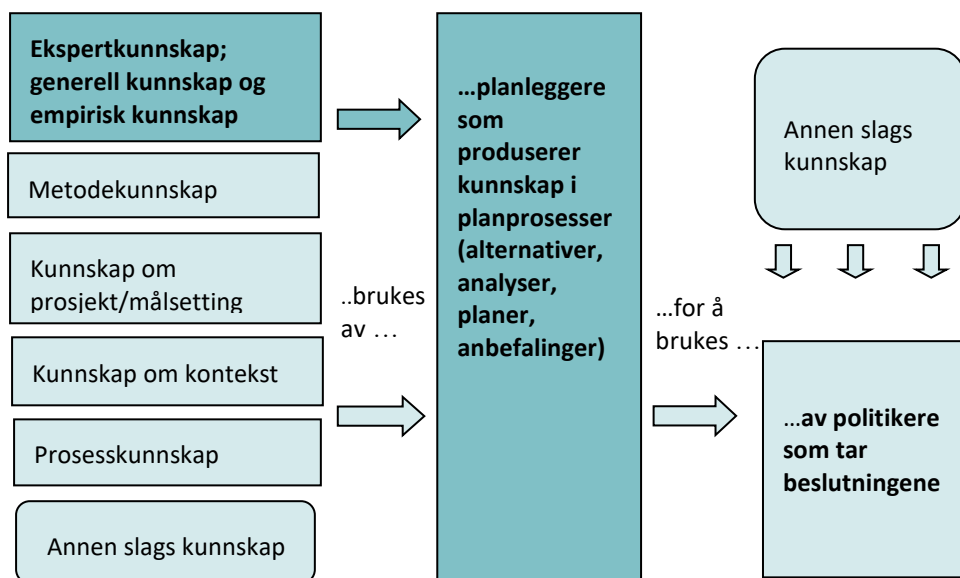 Ekspertkunnskap;
generell kunnskap og
empirisk kunnskap
Metodekunnskap
Kunnskap om
prosjekt/målsetting
Kunnskap om kontekst
Prosesskunnskap
Annen slags kunnskap
..brukes
av …
…planleggere
som
produserer
kunnskap i
planprosesser
(alternativer,
analyser,
planer,
anbefalinger)
…for å
brukes …
Annen slags
kunnskap
…av politikere
som tar
beslutningene